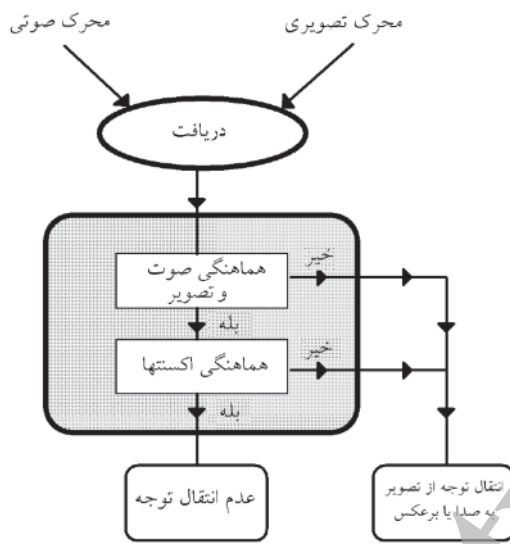 محرک تصویری
محرک صوتی
دریافت
هماهنگی صوت
و تصویر
خیر
بله
هماهنگی اکسنتها
خیر
بله
انتقال توجه از تصویر
به صدا یا برعکس
عدم انتقال توجه